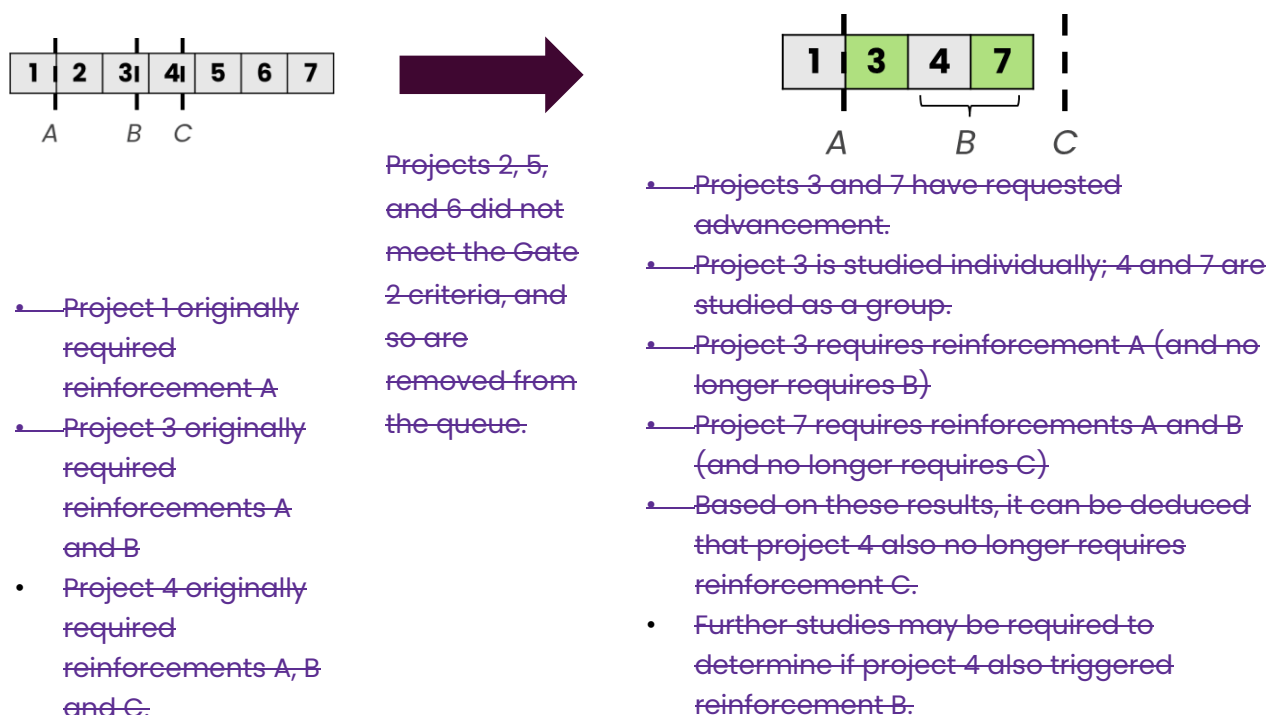 1 2 3 4 5 6 7
A B C
• Project 1 originally
required
reinforcement A
• Project 3 originally
required
reinforcements A
and B
• Project 4 originally
required
reinforcements A, B
and C.
Projects 2, 5,
and 6 did not
meet the Gate
2 criteria, and
so are
removed from
the queue.
1 3 4 7
A B C
• Projects 3 and 7 have requested
advancement.
• Project 3 is studied individually; 4 and 7 are
studied as a group.
• Project 3 requires reinforcement A (and no
longer requires B)
• Project 7 requires reinforcements A and B
(and no longer requires C)
• Based on these results, it can be deduced
that project 4 also no longer requires
reinforcement C.
• Further studies may be required to
determine if project 4 also triggered
reinforcement B.